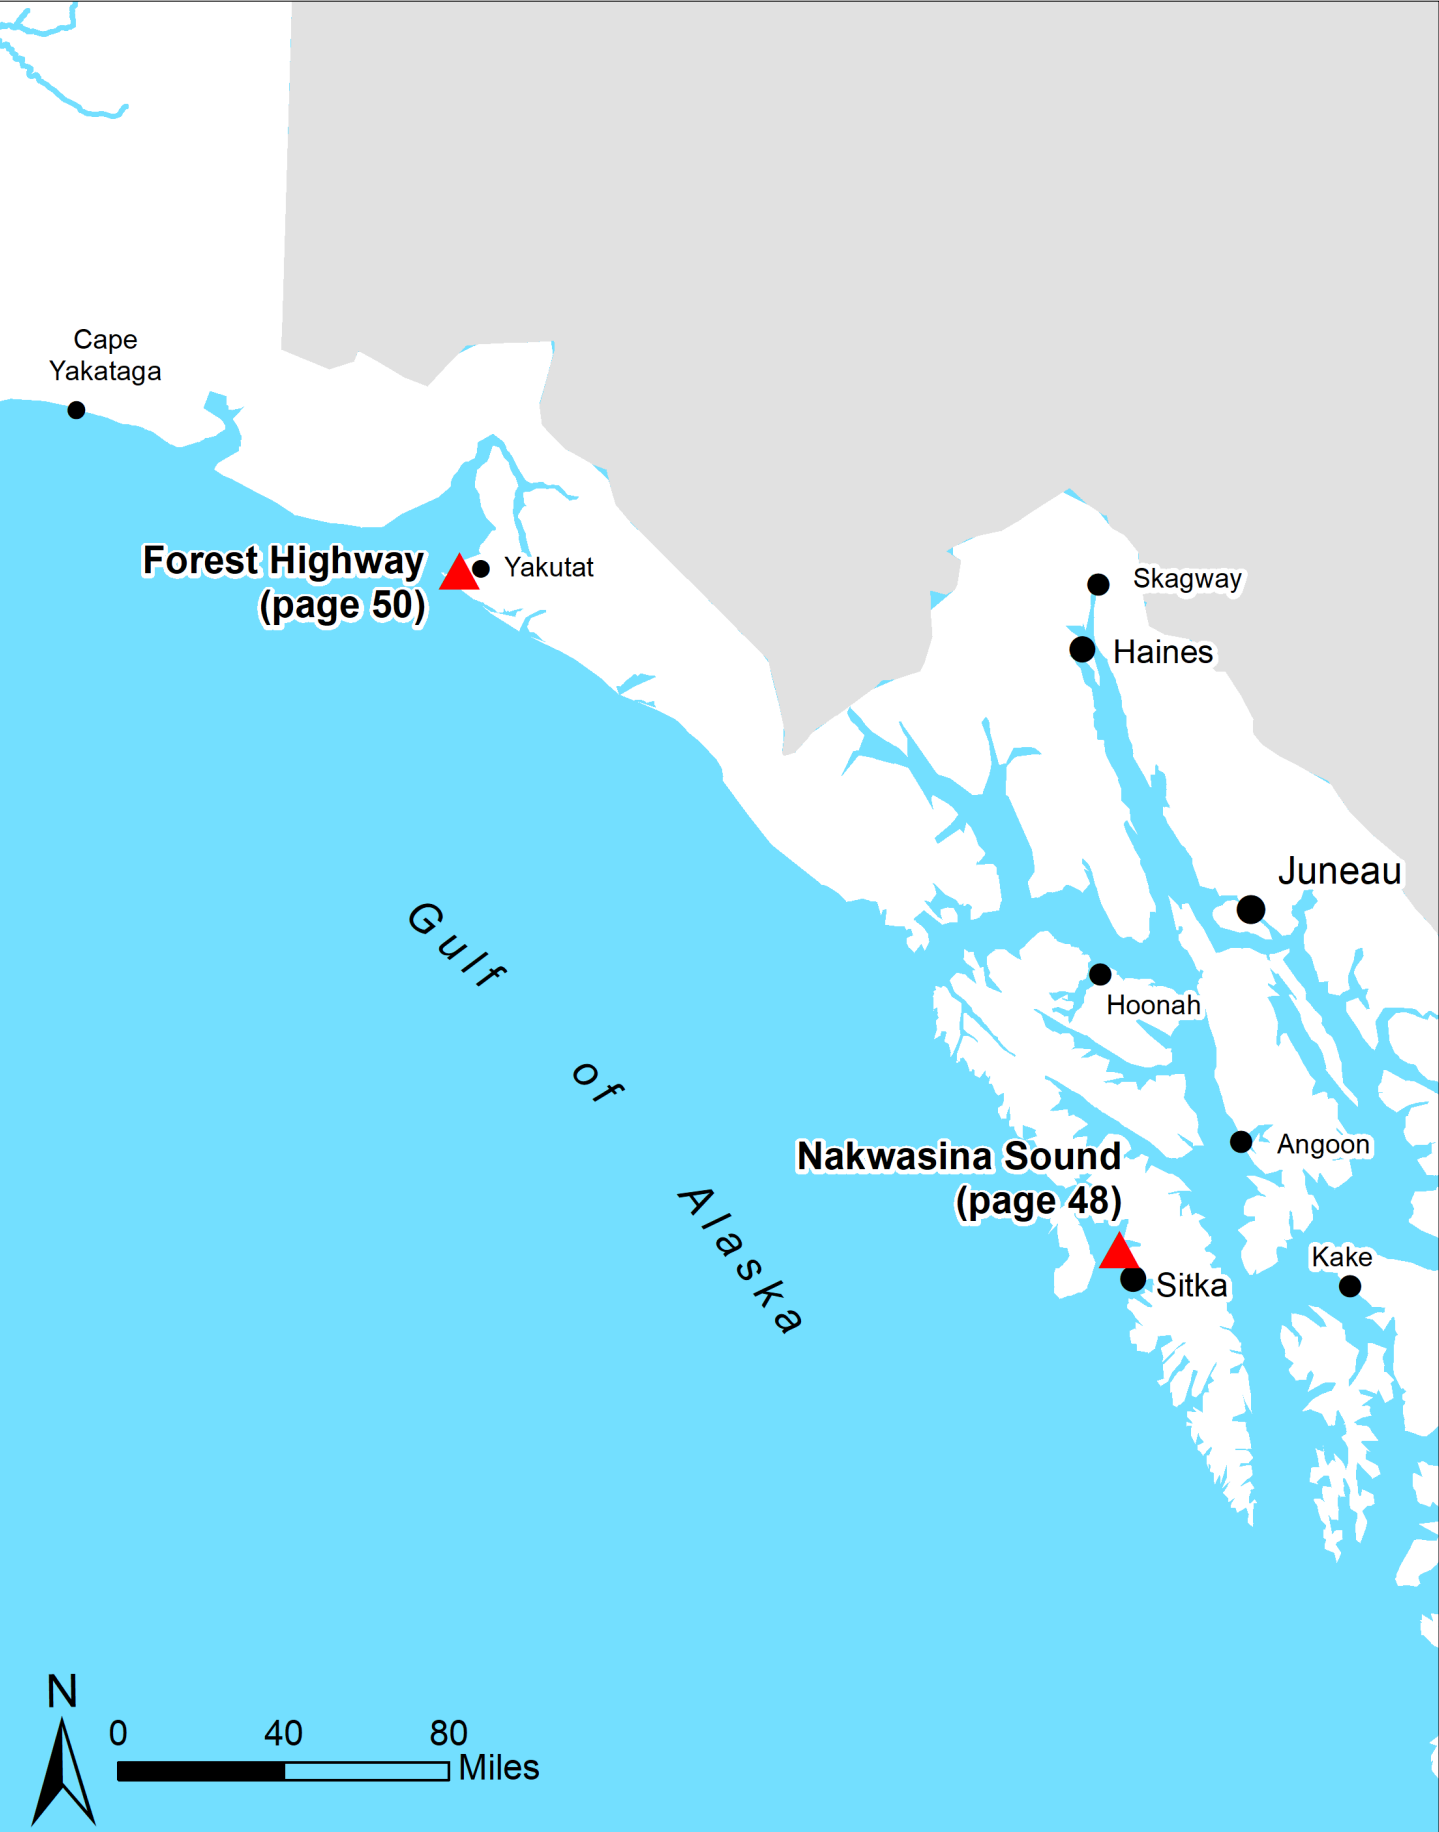 Cape
Yakataga
Forest Highway
(page 50)
Yakutat
Skagway
Haines
Juneau
Gulf
of
Alaska
Hoonah
Angoon
Nakwasina Sound
(page 48)
Kake
Sitka
N
0 40 80
Miles